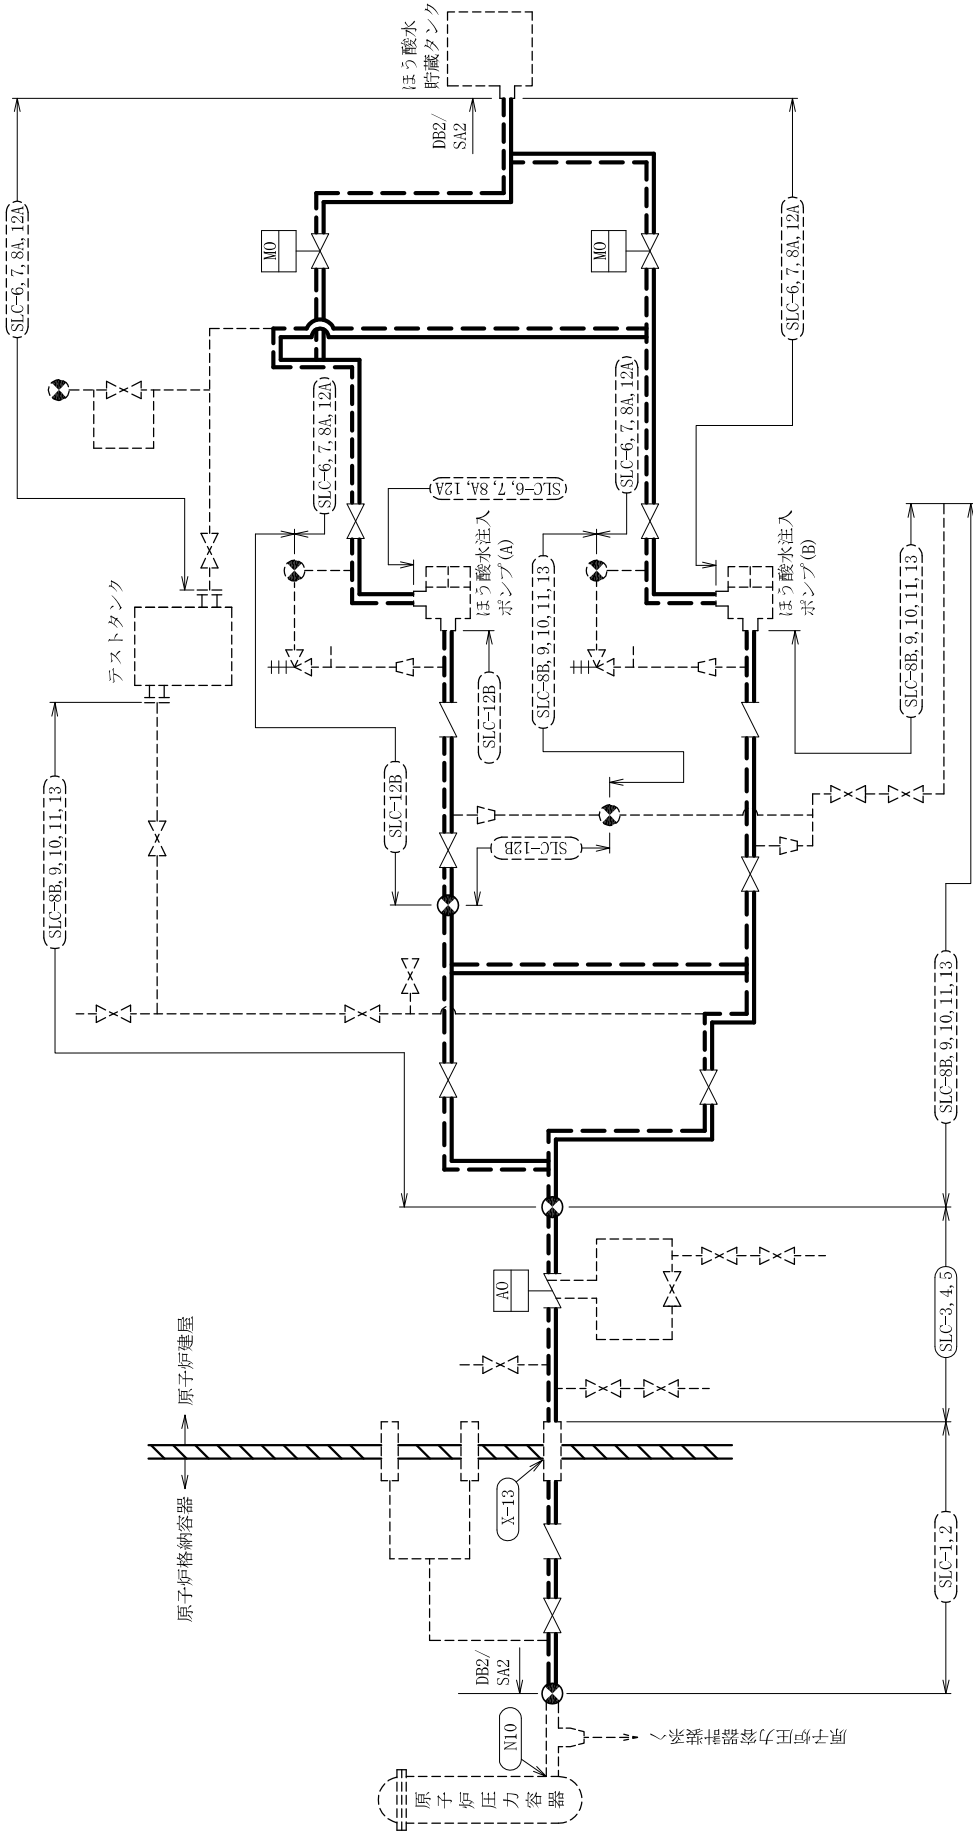 ほう酸水
貯蔵タンク
DB2/
SA2
SLC-6, 7, 8A, 12A
SLC-6, 7, 8A, 12A
MO
MO
SLC-6, 7, 8A, 12A
SLC-6, 7, 8A, 12A
SLC-6, 7, 8A, 12A
ほう酸水注入
ポンプ(A)
ほう酸水注入
ポンプ(B)
テストタンク
SLC-8B, 9, 10, 11, 13
SLC-8B, 9, 10, 11, 13
SLC-12B
SLC-12B
SLC-12B
SLC-8B, 9, 10, 11, 13
SLC-8B, 9, 10, 11, 13
AO
SLC-3, 4, 5
原子炉建屋
原子炉格納容器
X-13
SLC-1, 2
DB2/
SA2
N10
原子炉圧力容器計装系へ
原子炉圧力容器